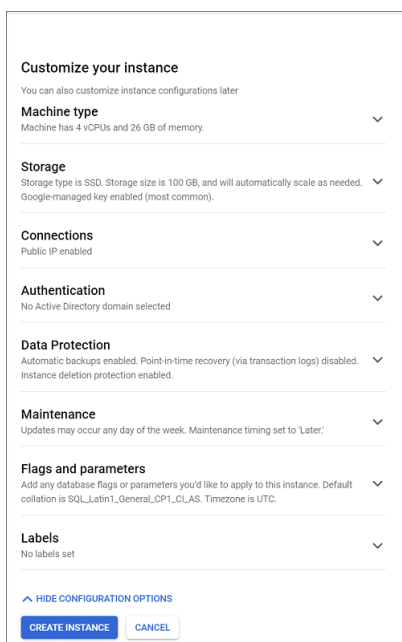 Customize your instance
You can also customize instance configurations later
Machine type
Machine has 4 vCPUs and 26 GB of memory.
Storage
Storage type is SSD. Storage size is 100 GB, and will automatically scale as needed.
Google-managed key enabled (most common).
Connections
Public IP enabled
Authentication
No Active Directory domain selected
Data Protection
Automatic backups enabled. Point-in-time recovery (via transaction logs) disabled.
Instance deletion protection enabled.
Maintenance
Updates may occur any day of the week. Maintenance timing set to 'Later.'
Flags and parameters
Add any database flags or parameters you'd like to apply to this instance. Default
collation is SQL_Latin1_General_CP1_CI_AS. Timezone is UTC.
Labels
No labels set
HIDE CONFIGURATION OPTIONS
CREATE INSTANCE CANCEL